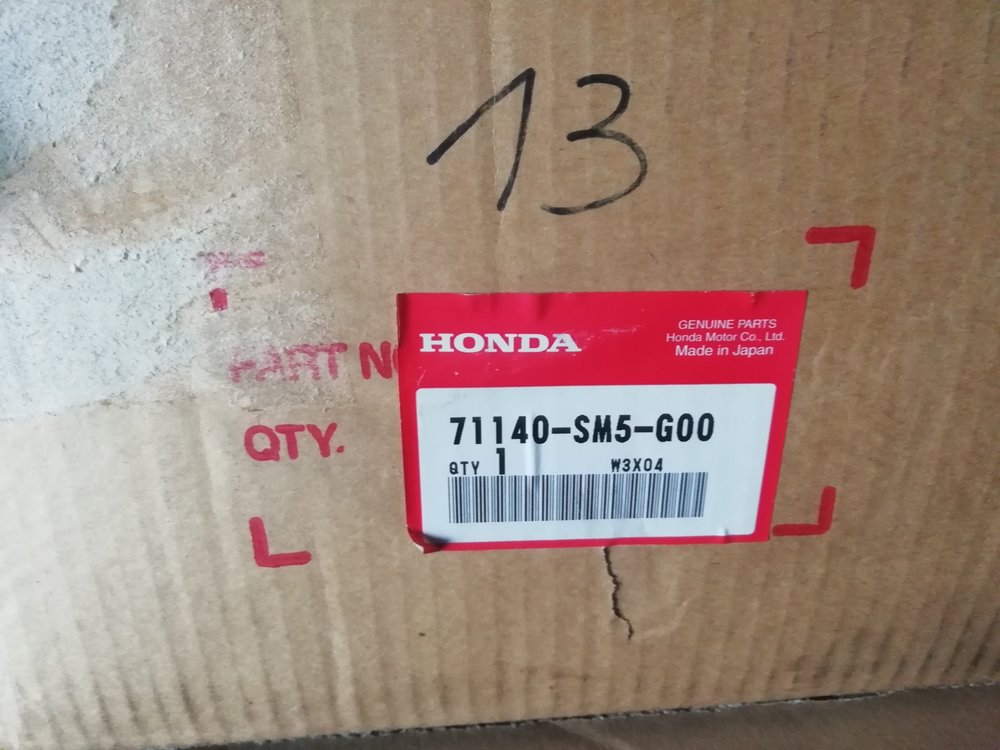 13
PART N
HONDA
GENUINE PARTS
Honda Motor Co., Ltd.
Made in Japan
71140-SM5-G00
QTY.
QTY 1 W3X04